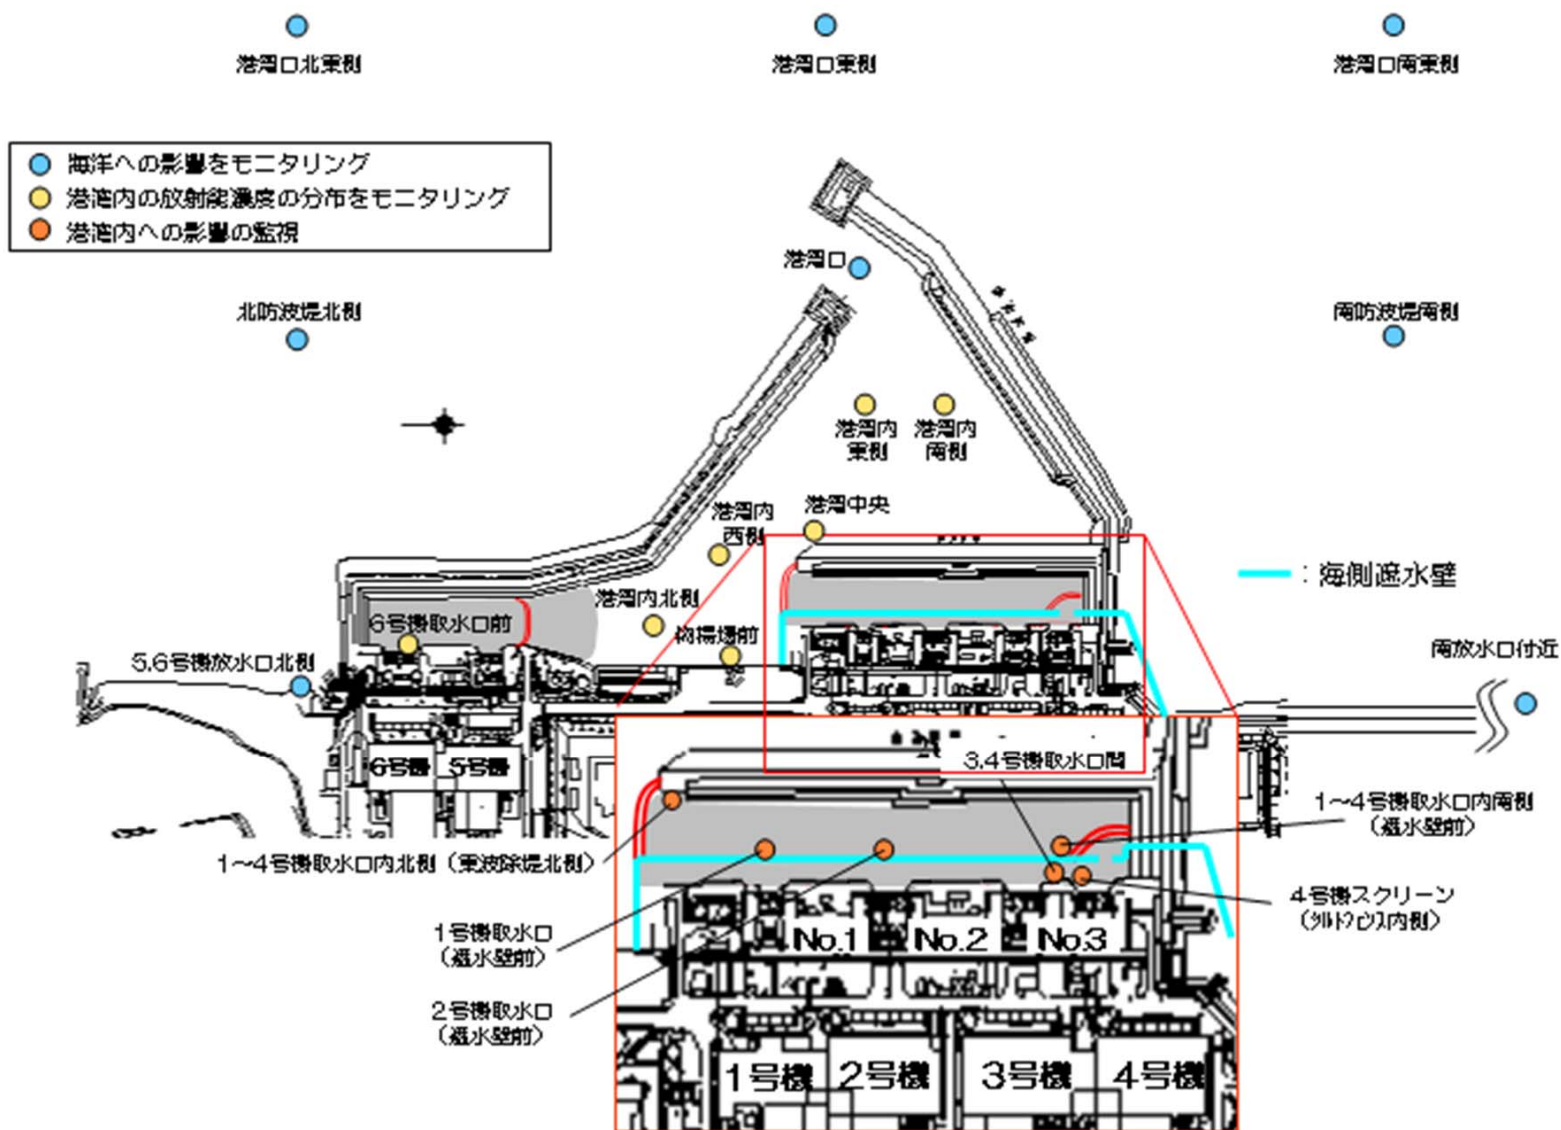 港湾口北東側
港湾口東側
港湾口南東側
海洋への影響をモニタリング
港湾内の放射能濃度の分布をモニタリング
港湾内への影響の監視
港湾口
北防波堤北側
南防波堤南側
港湾内
東側
港湾内
南側
港湾内
西側
港湾中央
:海側遮水壁
港湾内北側
6号機取水口前
物揚場前
5,6号機放水口北側
南放水口付近
6号機
5号機
3,4号機取水口間
1〜4号機取水口内南側
(遮水壁前)
1〜4号機取水口内北側(東波除堤北側)
4号機スクリーン
(シルトフェンス内側)
1号機取水口
(遮水壁前)
No.1
No.2
No.3
2号機取水口
(遮水壁前)
1号機
2号機
3号機
4号機